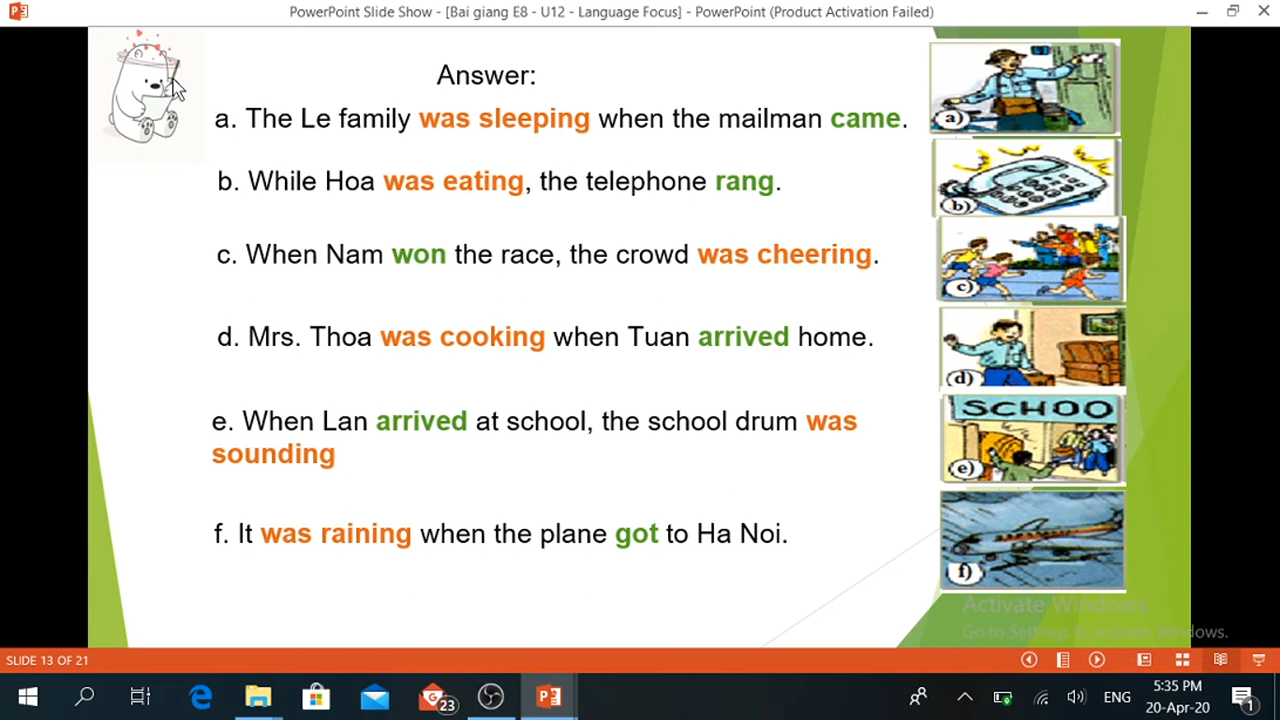 PowerPoint Slide Show - [Bai giang E8 - U12 - Language Focus] - PowerPoint (Product Activation Failed)
Answer:
a. The Le family was sleeping when the mailman came.
a)
b. While Hoa was eating, the telephone rang.
b)
c. When Nam won the race, the crowd was cheering.
c)
d. Mrs. Thoa was cooking when Tuan arrived home.
d)
SCHOO
e. When Lan arrived at school, the school drum was
sounding
e)
f. It was raining when the plane got to Ha Noi.
f)
Activate Windows
Go to Settings to activate Windows.
SLIDE 13 OF 21
23
ENG
5:35 PM
20-Apr-20
1